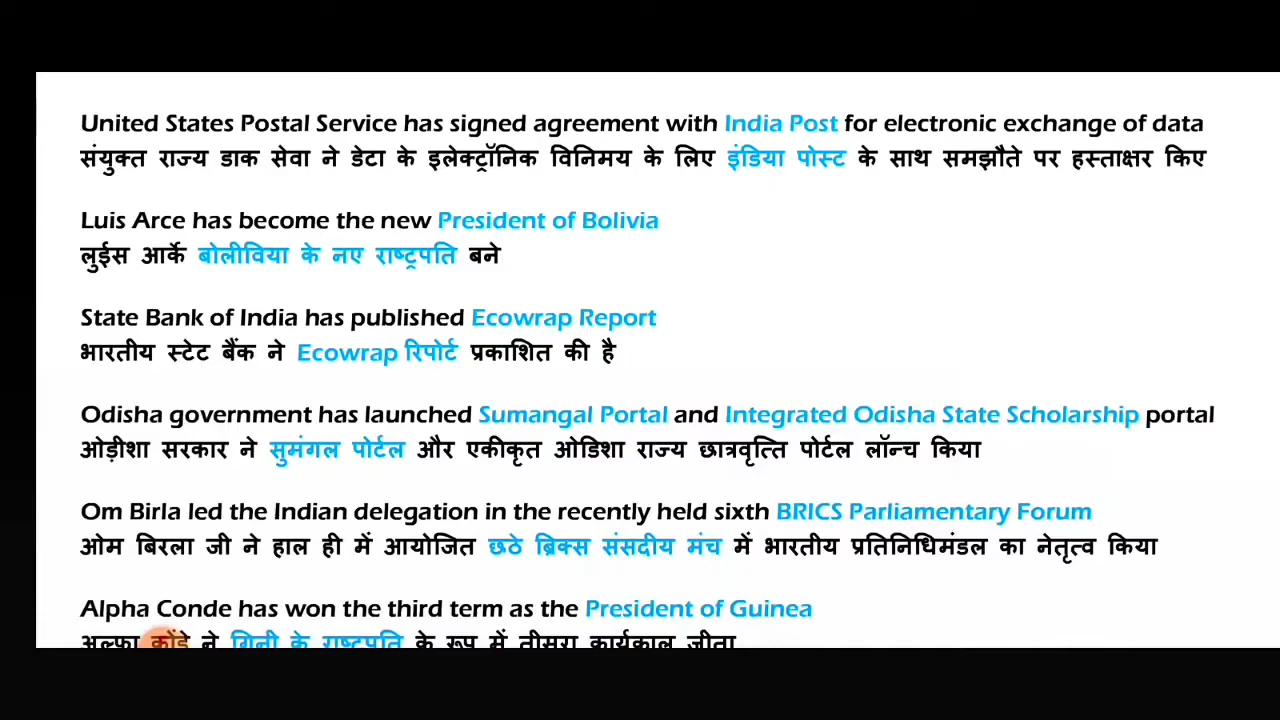 United States Postal Service has signed agreement with India Post for electronic exchange of data
संयुक्त राज्य डाक सेवा ने डेटा के इलेक्ट्रॉनिक विनिमय के लिए इंडिया पोस्ट के साथ समझौते पर हस्ताक्षर किए
Luis Arce has become the new President of Bolivia
लुईस आर्के बोलीविया के नए राष्ट्रपति बने
State Bank of India has published Ecowrap Report
भारतीय स्टेट बैंक ने Ecowrap रिपोर्ट प्रकाशित की है
Odisha government has launched Sumangal Portal and Integrated Odisha State Scholarship portal
ओड़ीशा सरकार ने सुमंगल पोर्टल और एकीकृत ओडिशा राज्य छात्रवृत्ति पोर्टल लॉन्च किया
Om Birla led the Indian delegation in the recently held sixth BRICS Parliamentary Forum
ओम बिरला जी ने हाल ही में आयोजित छठे ब्रिक्स संसदीय मंच में भारतीय प्रतिनिधिमंडल का नेतृत्व किया
Alpha Conde has won the third term as the President of Guinea
अल्फा कोंडे ने गिनी के राष्ट्रपति के रूप में तीसरा कार्यकाल जीता